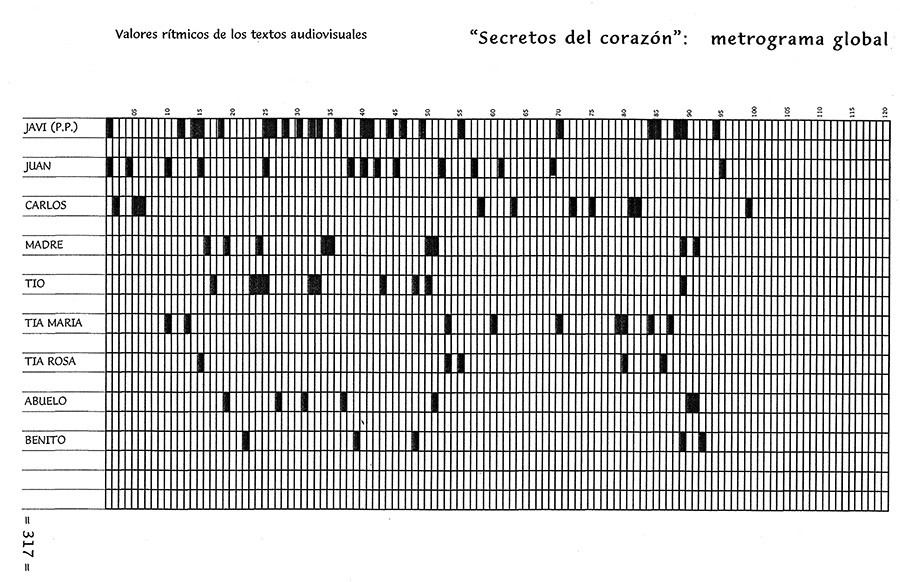 Valores rítmicos de los textos audiovisuales
“Secretos del corazón”: metrograma global
05 10 15 20 25 30 35 40 45 50 55 60 65 70 75 80 85 90 95 100 105 110 115 120
JAVI (P.P.)
JUAN
CARLOS
MADRE
TIO
TIA MARIA
TIA ROSA
ABUELO
BENITO
= 317 =